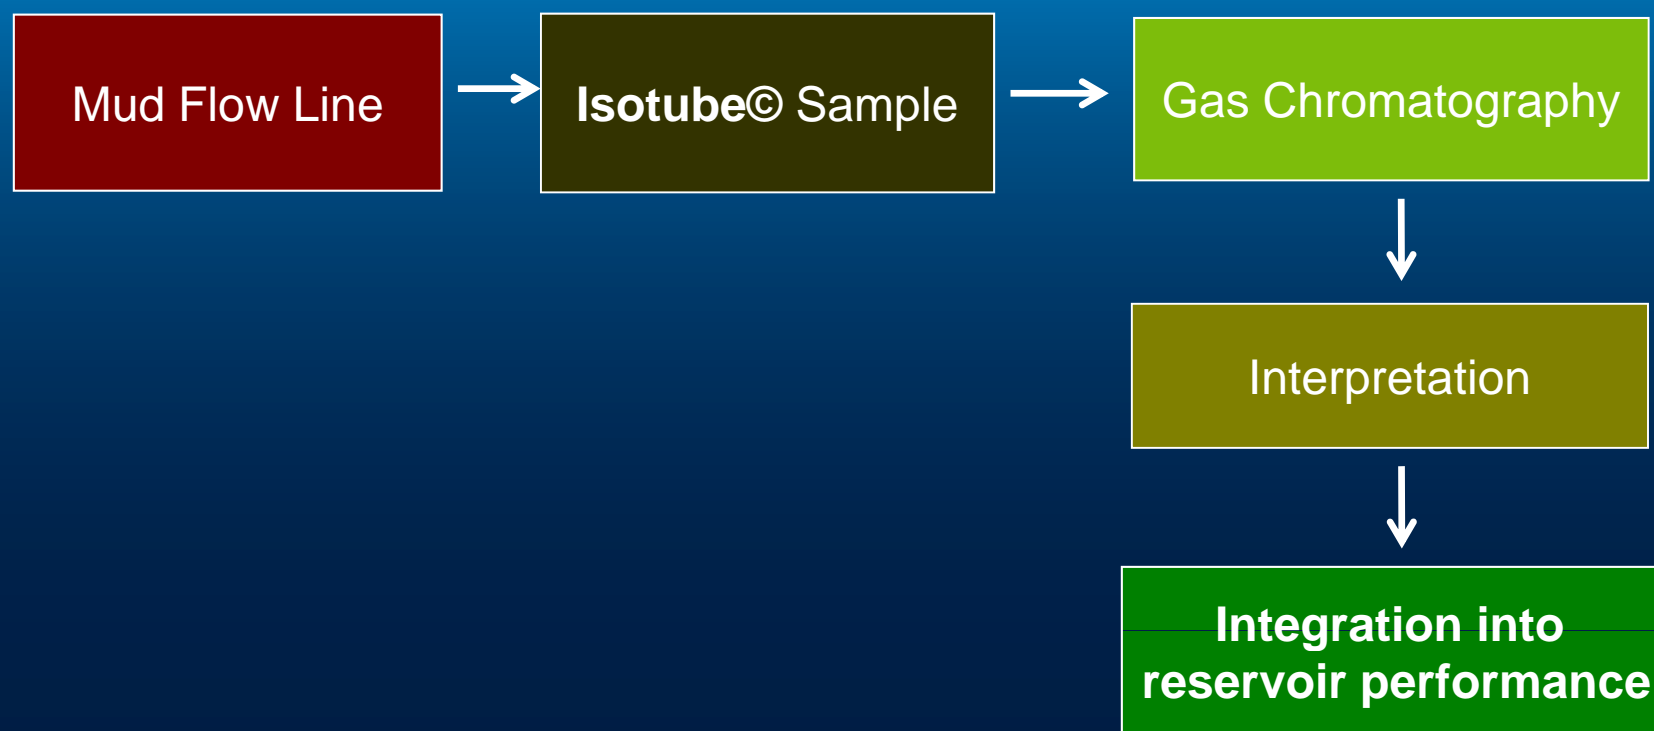 Mud Flow Line
Isotube© Sample
Gas Chromatography
Interpretation
Integration into
reservoir performance